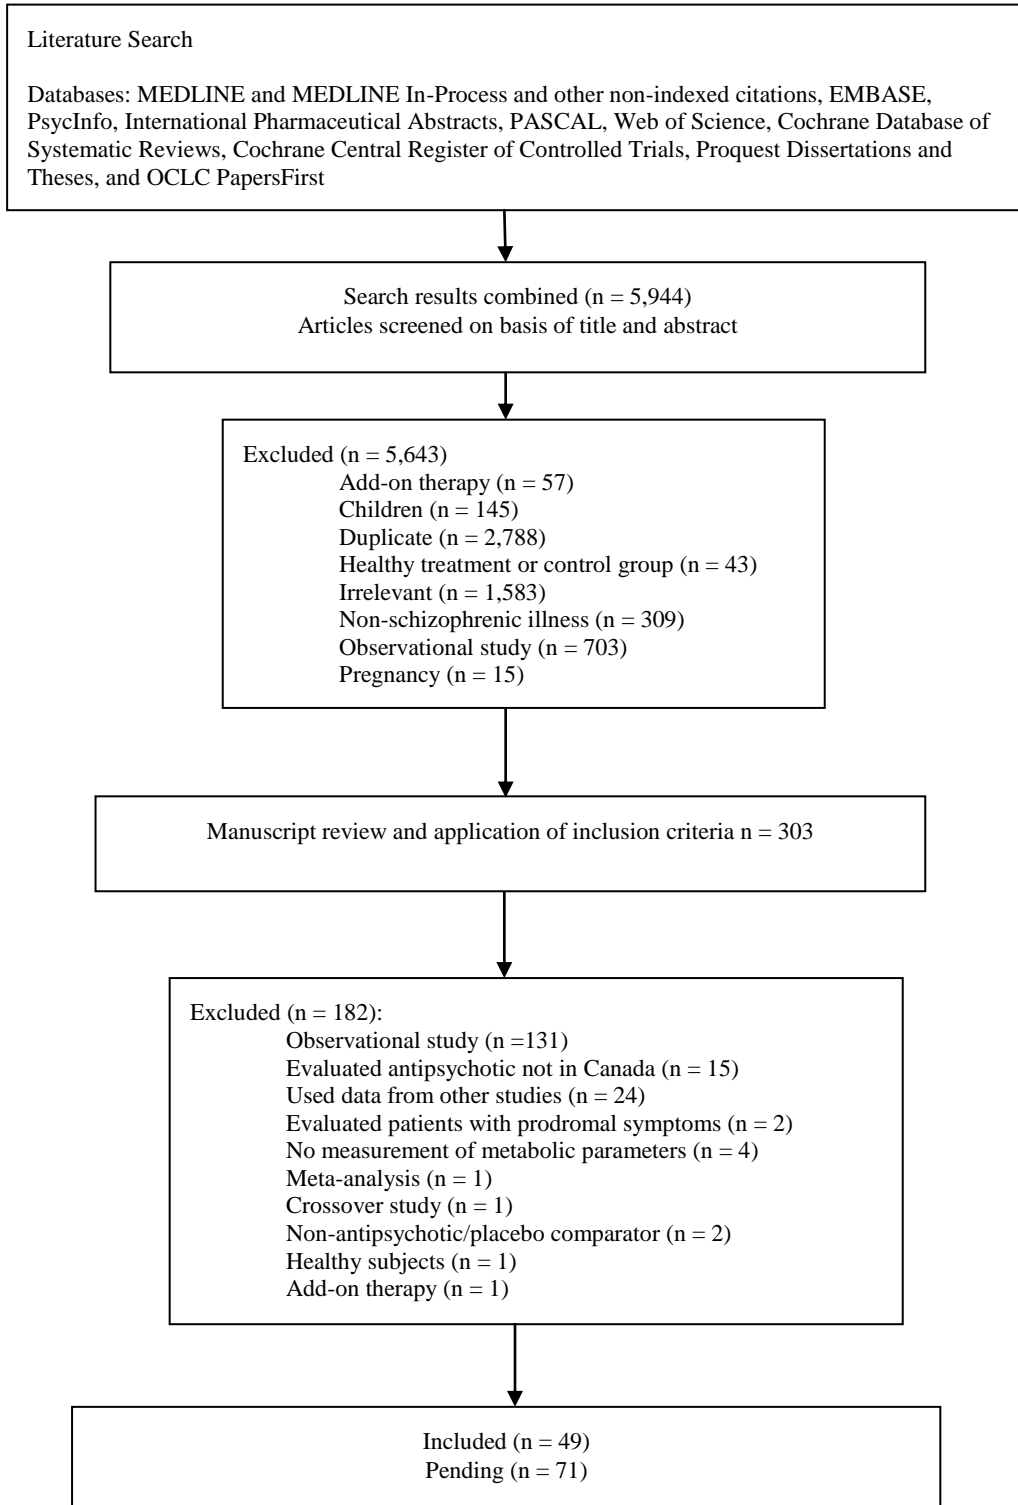 Literature Search
Databases: MEDLINE and MEDLINE In-Process and other non-indexed citations, EMBASE,
PsycInfo, International Pharmaceutical Abstracts, PASCAL, Web of Science, Cochrane Database of
Systematic Reviews, Cochrane Central Register of Controlled Trials, Proquest Dissertations and
Theses, and OCLC PapersFirst
Search results combined (n = 5,944)
Articles screened on basis of title and abstract
Excluded (n = 5,643)
Add-on therapy (n = 57)
Children (n = 145)
Duplicate (n = 2,788)
Healthy treatment or control group (n = 43)
Irrelevant (n = 1,583)
Non-schizophrenic illness (n = 309)
Observational study (n = 703)
Pregnancy (n = 15)
Manuscript review and application of inclusion criteria n = 303
Excluded (n = 182):
Observational study (n =131)
Evaluated antipsychotic not in Canada (n = 15)
Used data from other studies (n = 24)
Evaluated patients with prodromal symptoms (n = 2)
No measurement of metabolic parameters (n = 4)
Meta-analysis (n = 1)
Crossover study (n = 1)
Non-antipsychotic/placebo comparator (n = 2)
Healthy subjects (n = 1)
Add-on therapy (n = 1)
Included (n = 49)
Pending (n = 71)